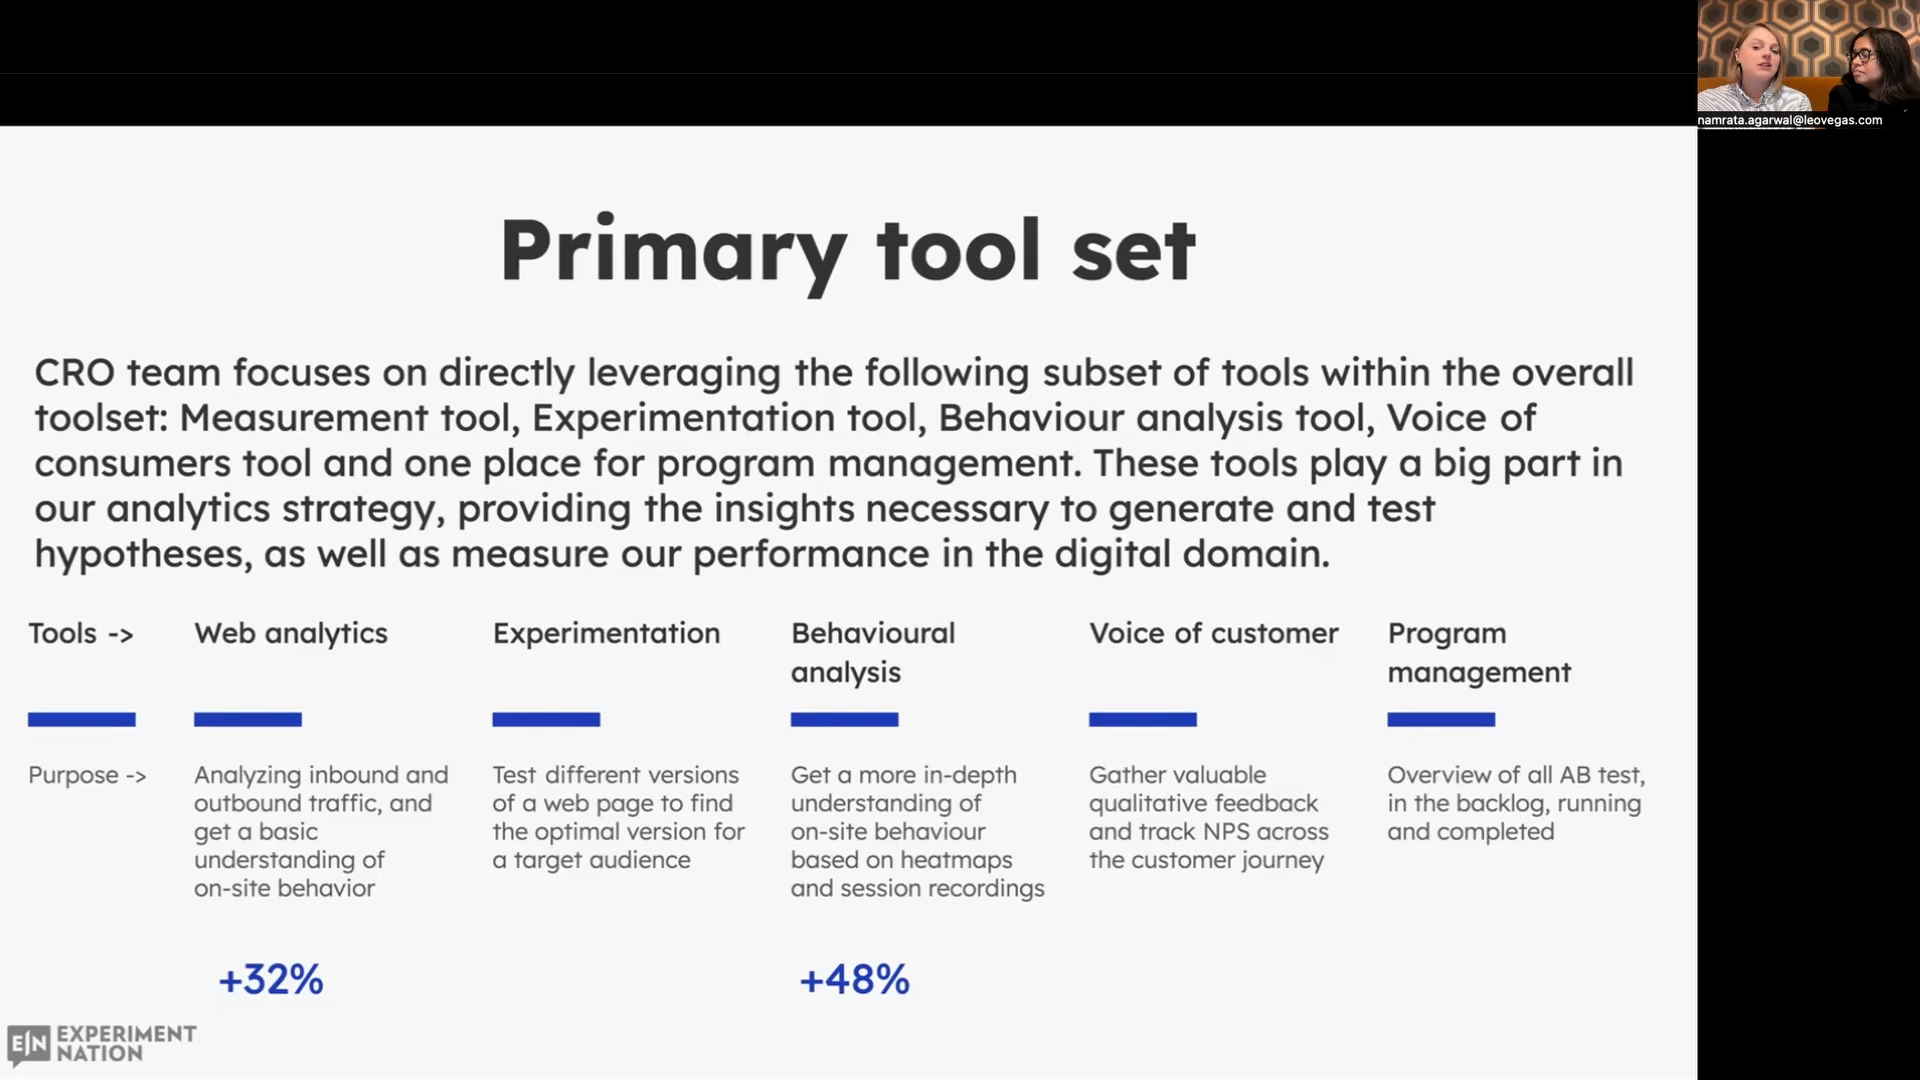 namrata.agarwal@leovegas.com
Primary tool set
CRO team focuses on directly leveraging the following subset of tools within the overall
toolset: Measurement tool, Experimentation tool, Behaviour analysis tool, Voice of
consumers tool and one place for program management. These tools play a big part in
our analytics strategy, providing the insights necessary to generate and test
hypotheses, as well as measure our performance in the digital domain.
Tools ->
Web analytics
Experimentation
Behavioural
analysis
Voice of customer
Program
management
Purpose ->
Analyzing inbound and
outbound traffic, and
get a basic
understanding of
on-site behavior
Test different versions
of a web page to find
the optimal version for
a target audience
Get a more in-depth
understanding of
on-site behaviour
based on heatmaps
and session recordings
Gather valuable
qualitative feedback
and track NPS across
the customer journey
Overview of all AB test,
in the backlog, running
and completed
+32%
+48%
E|N EXPERIMENT
NATION